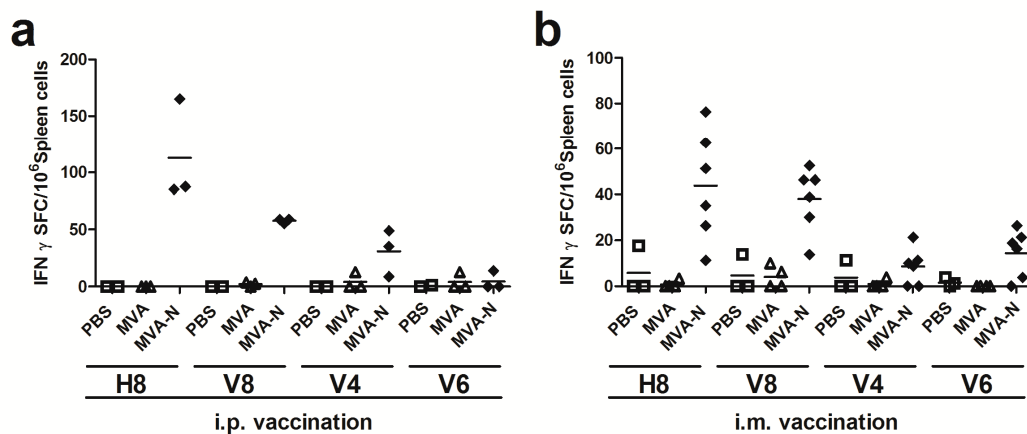 a
IFN γ SFC/10⁶Spleen cells
200
150
100
50
0
PBS MVA MVA-N PBS MVA MVA-N PBS MVA MVA-N PBS MVA MVA-N
H8 V8 V4 V6
i.p. vaccination
b
IFN γ SFC/10⁶Spleen cells
100
80
60
40
20
0
PBS MVA MVA-N PBS MVA MVA-N PBS MVA MVA-N PBS MVA MVA-N
H8 V8 V4 V6
i.m. vaccination